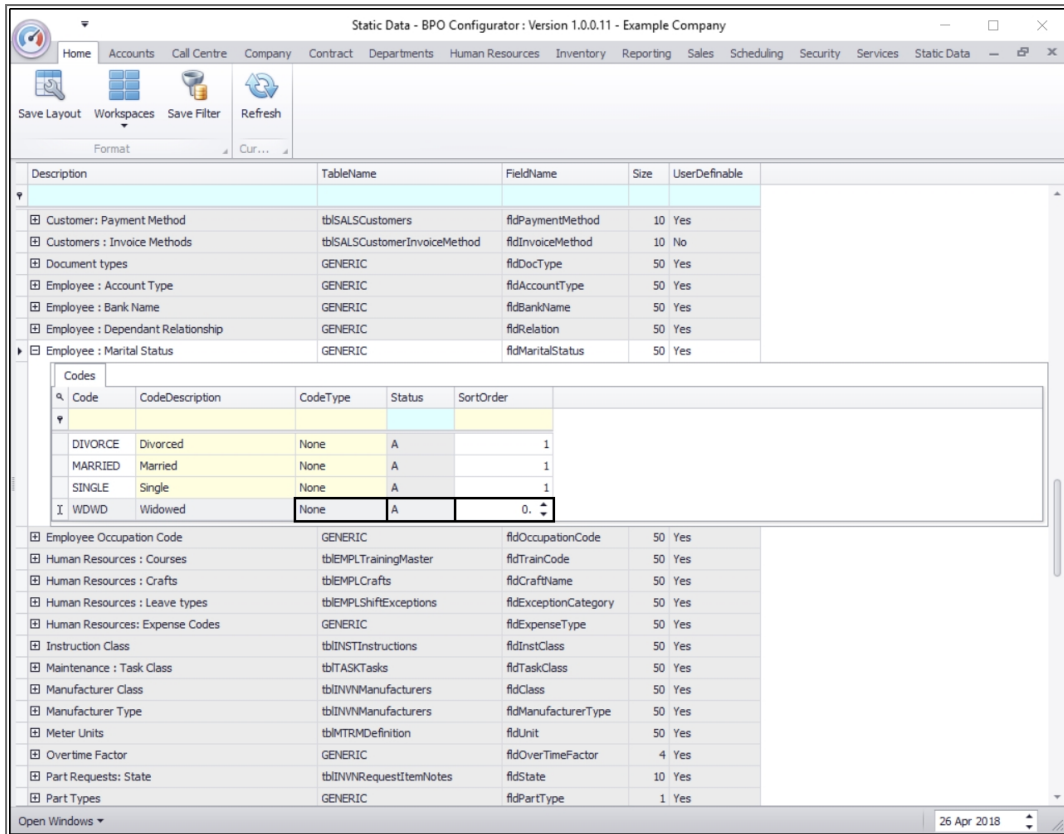 Static Data - BPO Configurator : Version 1.0.0.11 - Example Company
Home Accounts Call Centre Company Contract Departments Human Resources Inventory Reporting Sales Scheduling Security Services Static Data
Save Layout Workspaces Save Filter Refresh
Format Cur...
Description TableName FieldName Size UserDefinable
Customer: Payment Method tblSALSCustomers fldPaymentMethod 10 Yes
Customers : Invoice Methods tblSALSCustomerInvoiceMethod fldInvoiceMethod 10 No
Document types GENERIC fldDocType 50 Yes
Employee : Account Type GENERIC fldAccountType 50 Yes
Employee : Bank Name GENERIC fldBankName 50 Yes
Employee : Dependant Relationship GENERIC fldRelation 50 Yes
Employee : Marital Status GENERIC fldMaritalStatus 50 Yes
Codes
Code CodeDescription CodeType Status SortOrder
DIVORCE Divorced None A 1
MARRIED Married None A 1
SINGLE Single None A 1
WDWD Widowed None A 0.
Employee Occupation Code GENERIC fldOccupationCode 50 Yes
Human Resources : Courses tblEMPLTrainingMaster fldTrainCode 50 Yes
Human Resources : Crafts tblEMPLCrafts fldCraftName 50 Yes
Human Resources : Leave types tblEMPLShiftExceptions fldExceptionCategory 50 Yes
Human Resources: Expense Codes GENERIC fldExpenseType 50 Yes
Instruction Class tblINSTInstructions fldInstClass 50 Yes
Maintenance : Task Class tblTASKTasks fldTaskClass 50 Yes
Manufacturer Class tblINVNManufacturers fldClass 50 Yes
Manufacturer Type tblINVNManufacturers fldManufacturerType 50 Yes
Meter Units tblMTRMDefinition fldUnit 50 Yes
Overtime Factor GENERIC fldOverTimeFactor 4 Yes
Part Requests: State tblINVNRequestItemNotes fldState 10 Yes
Part Types GENERIC fldPartType 1 Yes
Open Windows 26 Apr 2018